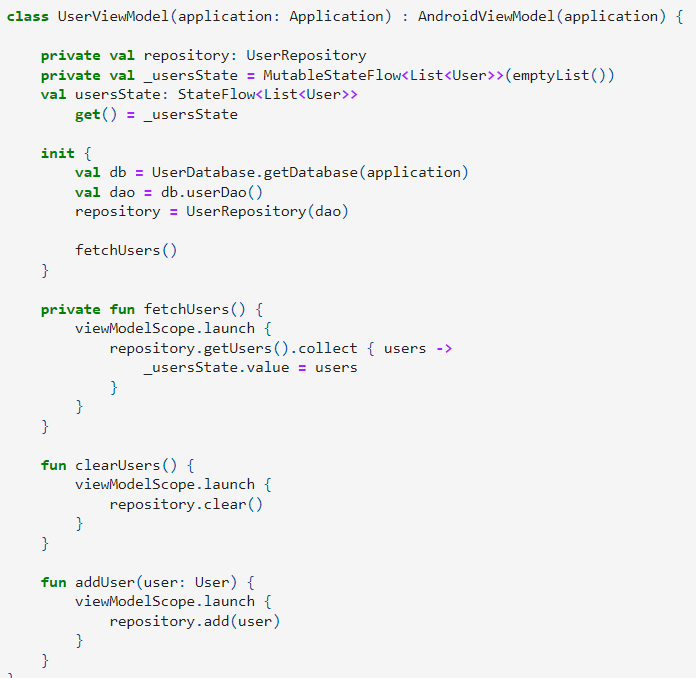 class UserViewModel(application: Application) : AndroidViewModel(application) {

    private val repository: UserRepository
    private val _usersState = MutableStateFlow<List<User>>(emptyList())
    val usersState: StateFlow<List<User>>
        get() = _usersState

    init {
        val db = UserDatabase.getDatabase(application)
        val dao = db.userDao()
        repository = UserRepository(dao)

        fetchUsers()
    }

    private fun fetchUsers() {
        viewModelScope.launch {
            repository.getUsers().collect { users ->
                _usersState.value = users
            }
        }
    }

    fun clearUsers() {
        viewModelScope.launch {
            repository.clear()
        }
    }

    fun addUser(user: User) {
        viewModelScope.launch {
            repository.add(user)
        }
    }
}